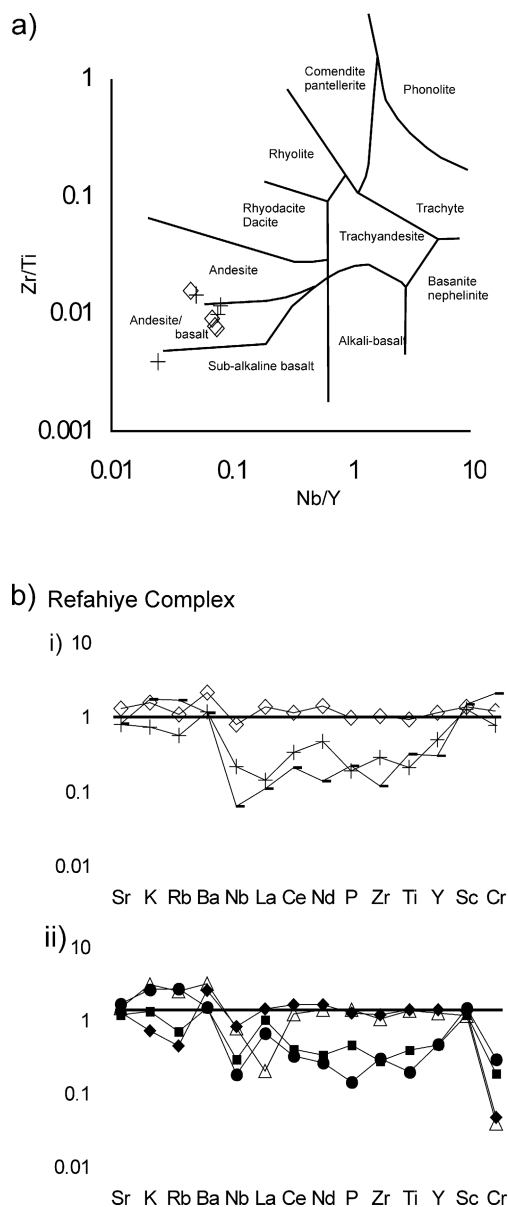 a)
1
Comendite
pantellerite
Phonolite
Rhyolite
0.1
Rhyodacite
Dacite
Trachyte
Trachyandesite
Zr/Ti
Andesite
Basanite
nephelinite
0.01
Andesite/
basalt
Alkali-basalt
Sub-alkaline basalt
0.001
0.01 0.1 1 10
Nb/Y
b) Refahiye Complex
i) 10
1
0.1
0.01
Sr K Rb Ba Nb La Ce Nd P Zr Ti Y Sc Cr
ii) 10
1
0.1
0.01
Sr K Rb Ba Nb La Ce Nd P Zr Ti Y Sc Cr